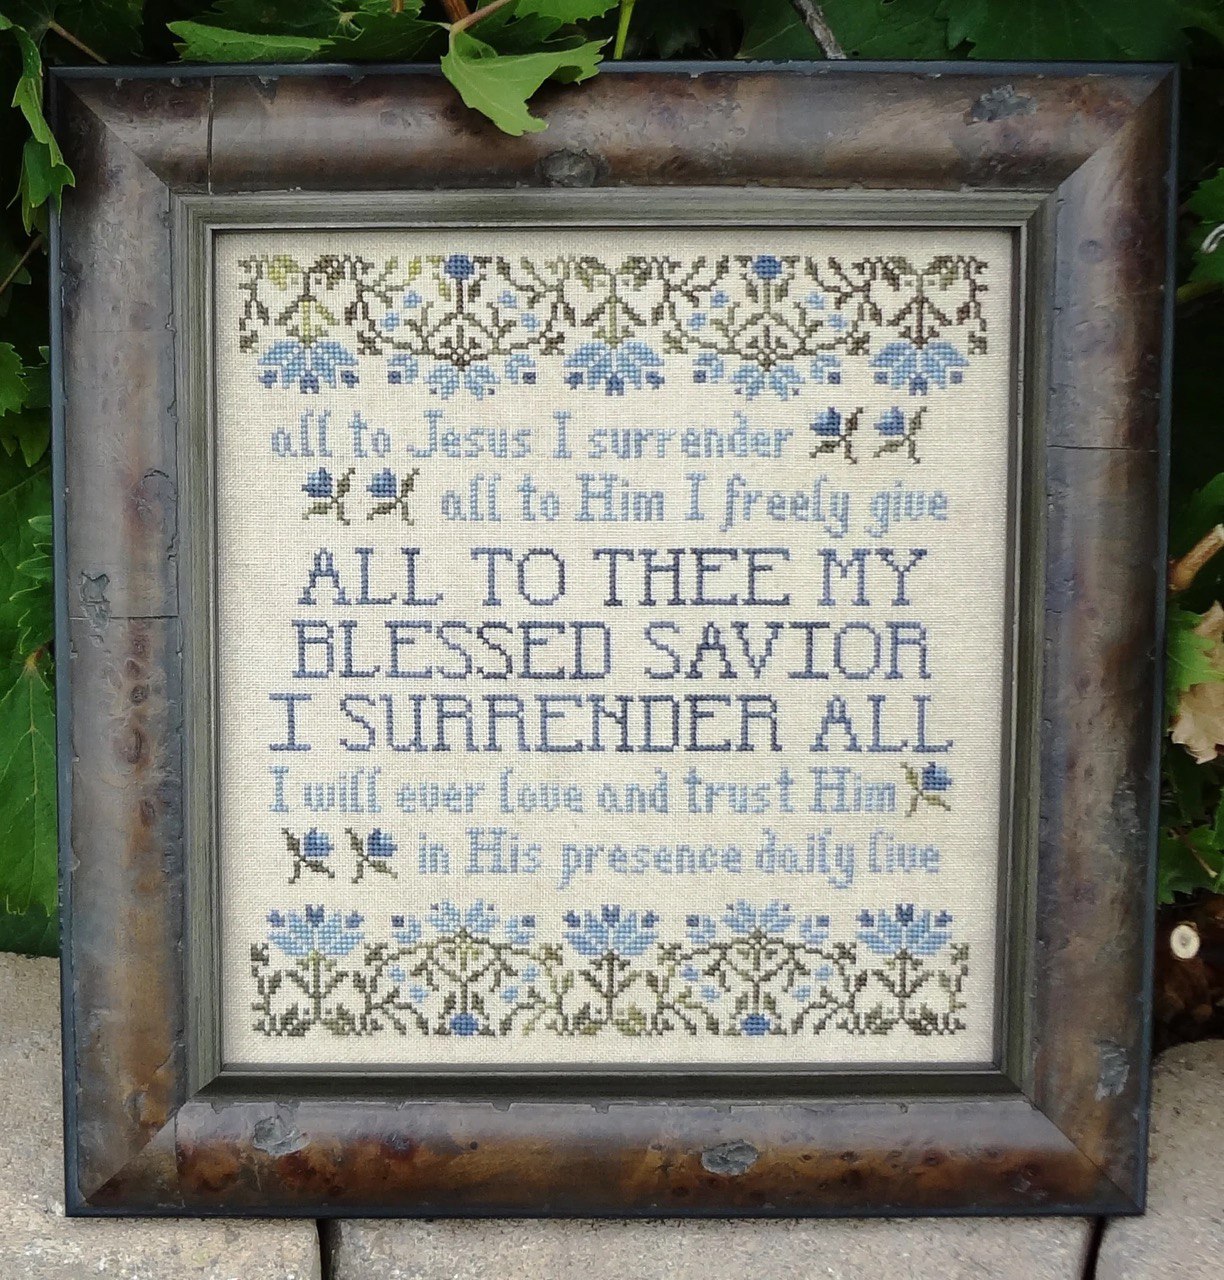 all to Jesus I surrender
all to Him I freely give
ALL TO THEE MY
BLESSED SAVIOR
I SURRENDER ALL
I will ever love and trust Him
in His presence daily live